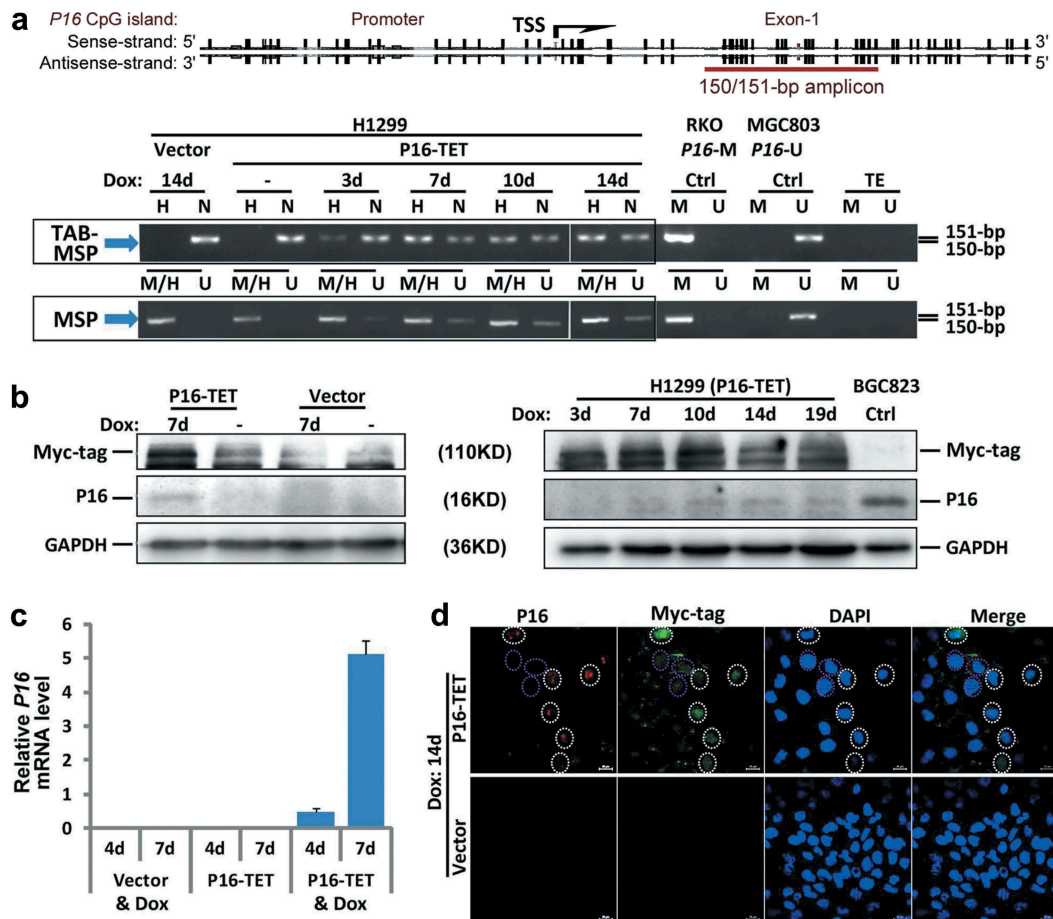 a
P16 CpG island: Promoter TSS Exon-1
Sense-strand: 5' 3'
Antisense-strand: 3' 5'
150/151-bp amplicon
H1299 RKO MGC803
Vector P16-TET P16-M P16-U
Dox: 14d - 3d 7d 10d 14d Ctrl Ctrl TE
H N H N H N H N H N H N M U M U M U
TAB-MSP 151-bp
150-bp
M/H U M/H U M/H U M/H U M/H U M/H U M U M U M U
MSP 151-bp
150-bp
b
P16-TET Vector H1299 (P16-TET) BGC823
Dox: 7d - 7d - Dox: 3d 7d 10d 14d 19d Ctrl
Myc-tag (110KD) Myc-tag
P16 (16KD) P16
GAPDH (36KD) GAPDH
c
Relative P16
mRNA level
6
5
4
3
2
1
0
4d 7d 4d 7d 4d 7d
Vector P16-TET P16-TET
& Dox & Dox
d
P16 Myc-tag DAPI Merge
Dox: 14d
P16-TET
Vector